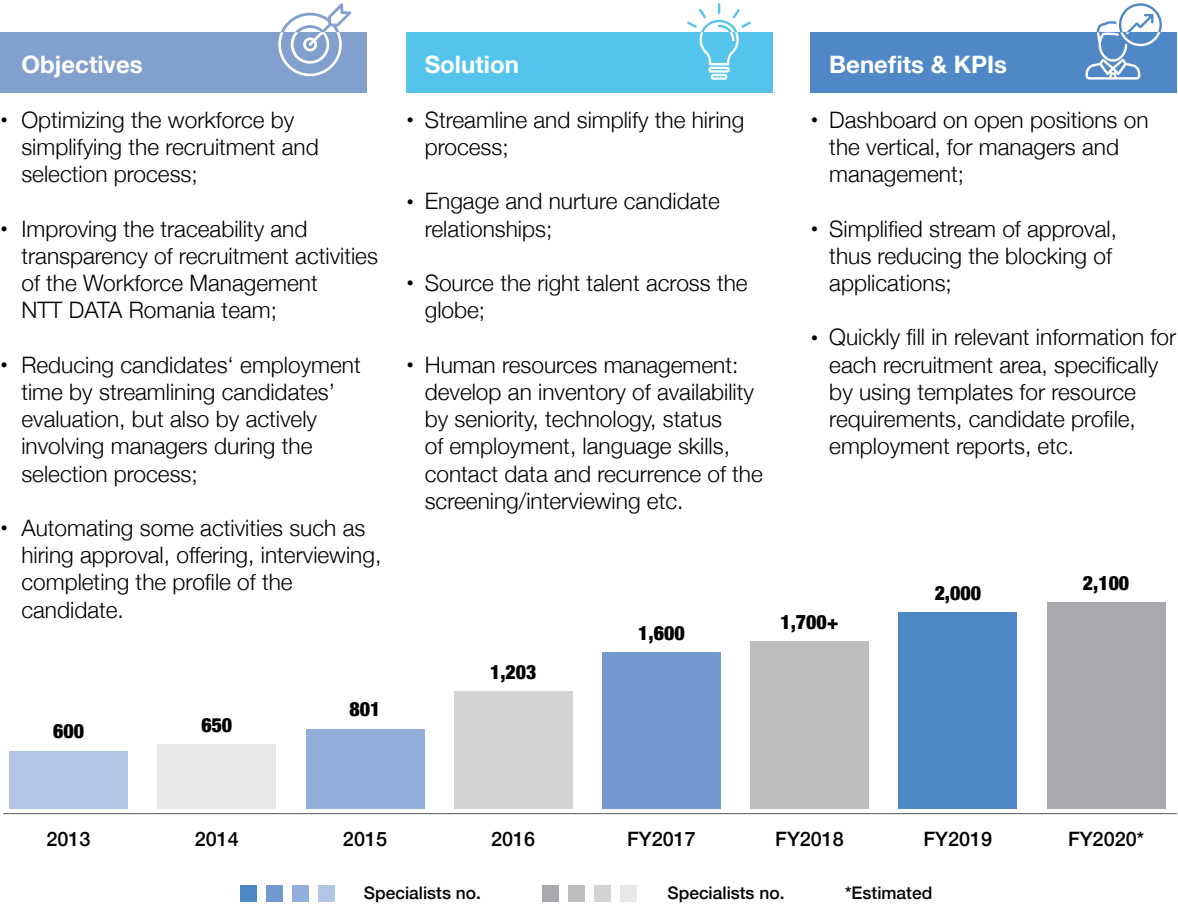 Objectives
• Optimizing the workforce by
simplifying the recruitment and
selection process;
• Improving the traceability and
transparency of recruitment activities
of the Workforce Management
NTT DATA Romania team;
• Reducing candidates‘ employment
time by streamlining candidates’
evaluation, but also by actively
involving managers during the
selection process;
• Automating some activities such as
hiring approval, offering, interviewing,
completing the profile of the
candidate.
Solution
• Streamline and simplify the hiring
process;
• Engage and nurture candidate
relationships;
• Source the right talent across the
globe;
• Human resources management:
develop an inventory of availability
by seniority, technology, status
of employment, language skills,
contact data and recurrence of the
screening/interviewing etc.
Benefits & KPIs
• Dashboard on open positions on
the vertical, for managers and
management;
• Simplified stream of approval,
thus reducing the blocking of
applications;
• Quickly fill in relevant information for
each recruitment area, specifically
by using templates for resource
requirements, candidate profile,
employment reports, etc.
600
650
801
1,203
1,600
1,700+
2,000
2,100
2013
2014
2015
2016
FY2017
FY2018
FY2019
FY2020*
Specialists no.
Specialists no.
*Estimated